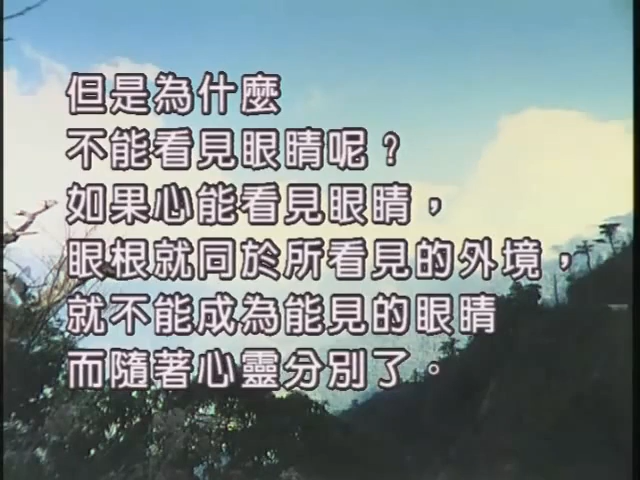 但是為什麼
不能看見眼睛呢？
如果心能看見眼睛，
眼根就同於所看見的外境，
就不能成為能見的眼睛
而隨著心靈分別了。